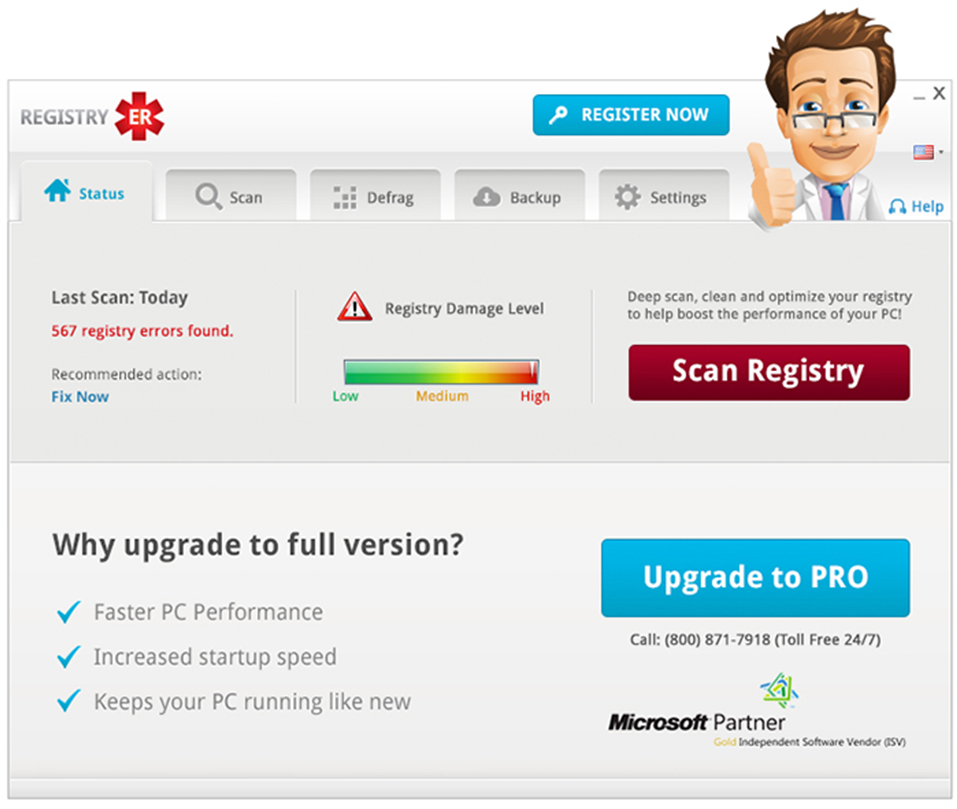 REGISTRY ER
REGISTER NOW
Status
Scan
Defrag
Backup
Settings
Help
Last Scan: Today
567 registry errors found.
Recommended action:
Fix Now
Registry Damage Level
Low Medium High
Deep scan, clean and optimize your registry
to help boost the performance of your PC!
Scan Registry
Why upgrade to full version?
Faster PC Performance
Increased startup speed
Keeps your PC running like new
Upgrade to PRO
Call: (800) 871-7918 (Toll Free 24/7)
Microsoft Partner
Gold Independent Software Vendor (ISV)